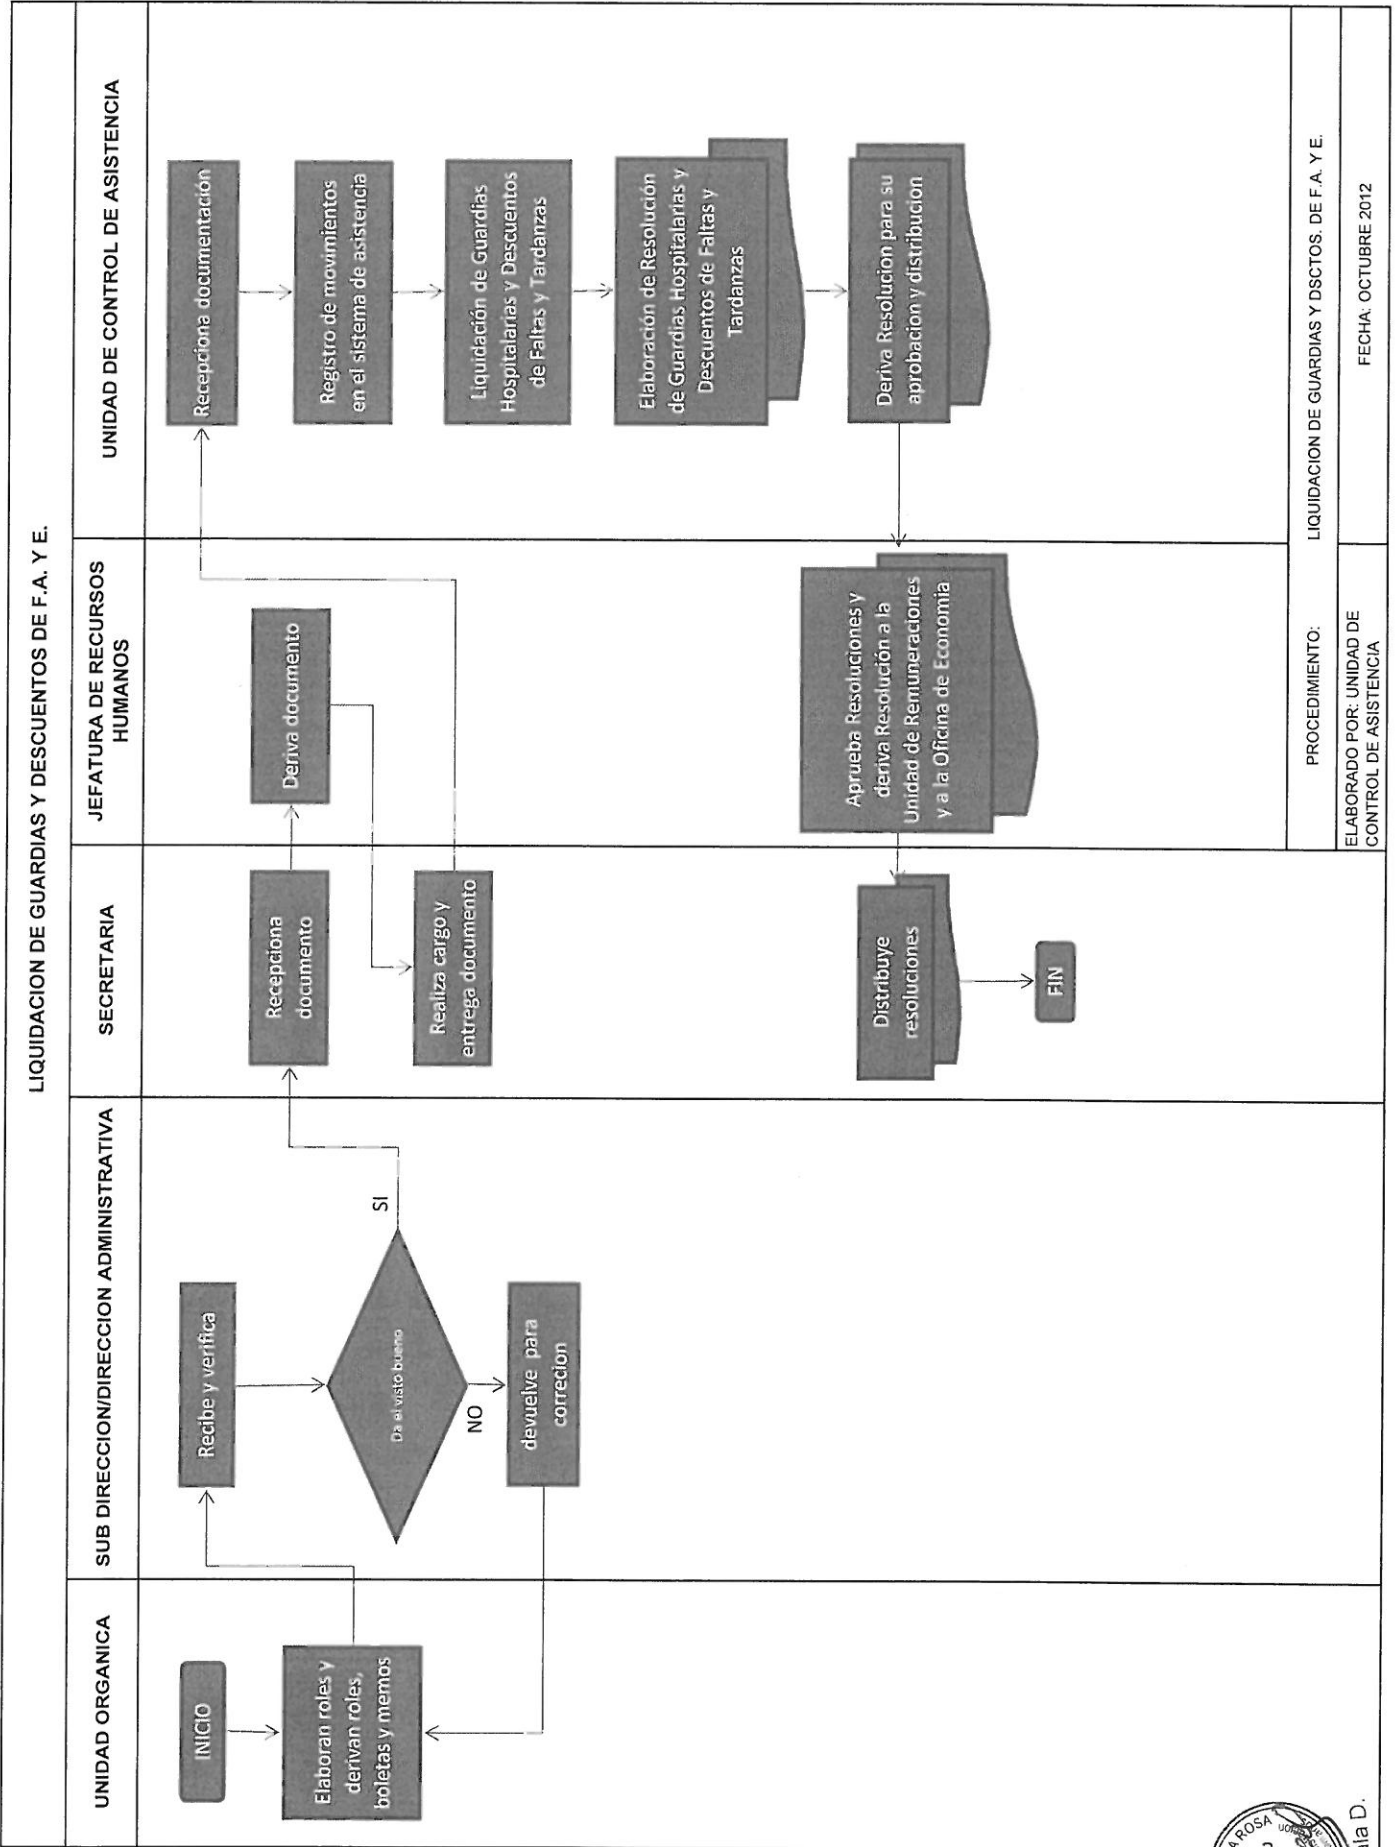 LIQUIDACION DE GUARDIAS Y DESCUENTOS DE F.A. Y E.
UNIDAD ORGANICA
SUB DIRECCION/DIRECCION ADMINISTRATIVA
SECRETARIA
JEFATURA DE RECURSOS
HUMANOS
UNIDAD DE CONTROL DE ASISTENCIA
INICIO
Elaboran roles y
derivan roles,
boletas y memos
Recibe y verifica
Da el visto bueno
SI
NO
devuelve para
correcion
Recepciona
documento
Deriva documento
Realiza cargo y
entrega documento
Recepciona documentación
Registro de movimientos
en el sistema de asistencia
Liquidación de Guardias
Hospitalarias y Descuentos
de Faltas y Tardanzas
Elaboración de Resolución
de Guardias Hospitalarias y
Descuentos de Faltas y
Tardanzas
Deriva Resolucion para su
aprobacion y distribucion
Aprueba Resoluciones y
deriva Resolución a la
Unidad de Remuneraciones
y a la Oficina de Economia
Distribuye
resoluciones
FIN
PROCEDIMIENTO:
LIQUIDACION DE GUARDIAS Y DSCTOS. DE F.A. Y E.
ELABORADO POR: UNIDAD DE
CONTROL DE ASISTENCIA
FECHA: OCTUBRE 2012
ROSA
D.